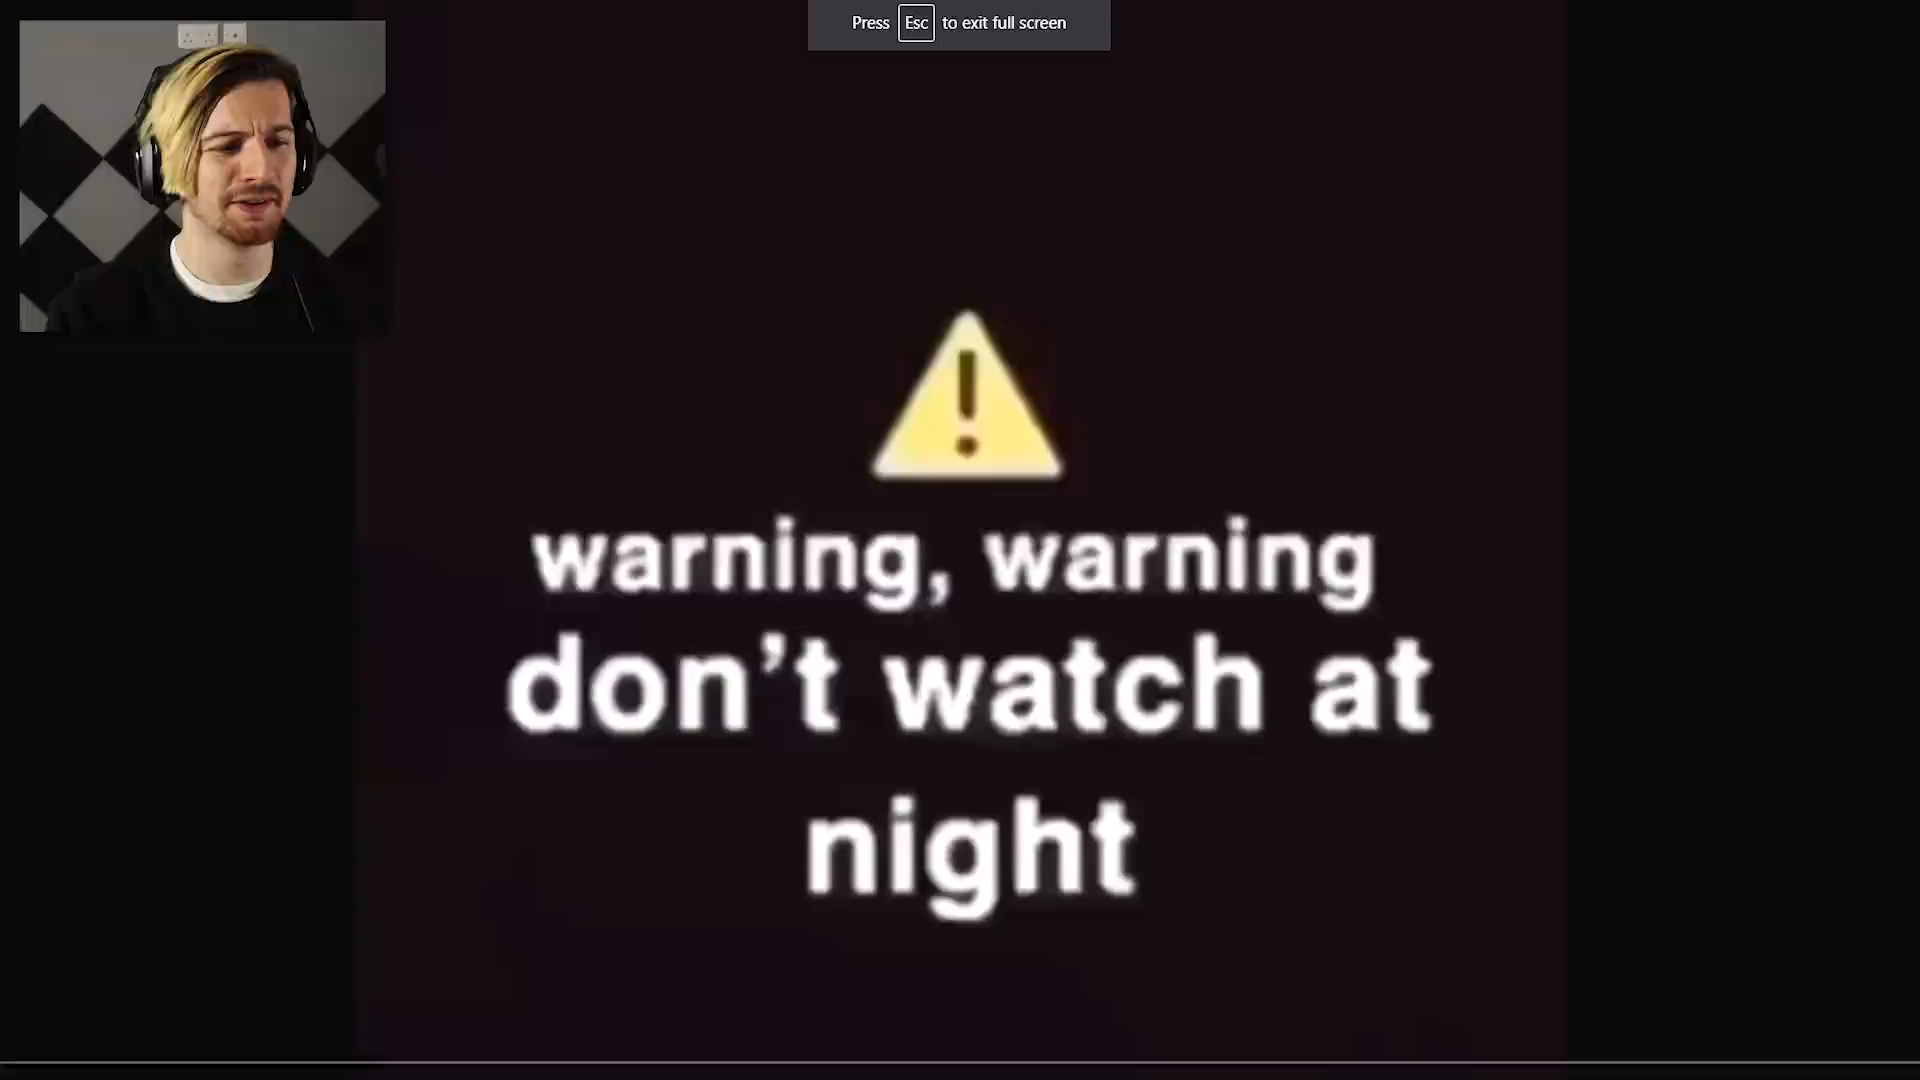 Press Esc to exit full screen
warning, warning
don't watch at
night